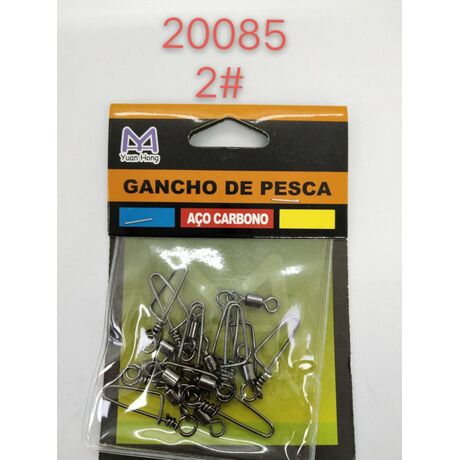 20085
2#
Yuan Hong
GANCHO DE PESCA
AÇO CARBONO